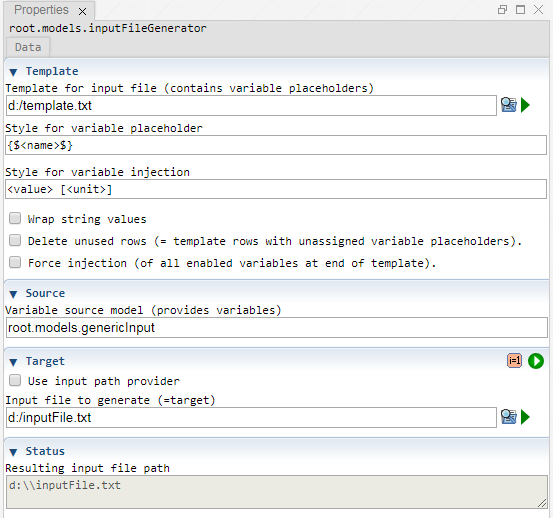 Properties
root.models.inputFileGenerator
Data
Template
Template for input file (contains variable placeholders)
d:/template.txt
Style for variable placeholder
{$<name>$}
Style for variable injection
<value> [<unit>]
Wrap string values
Delete unused rows (= template rows with unassigned variable placeholders).
Force injection (of all enabled variables at end of template).
Source
Variable source model (provides variables)
root.models.genericInput
Target
i=1
Use input path provider
Input file to generate (=target)
d:/inputFile.txt
Status
Resulting input file path
d:\\inputFile.txt